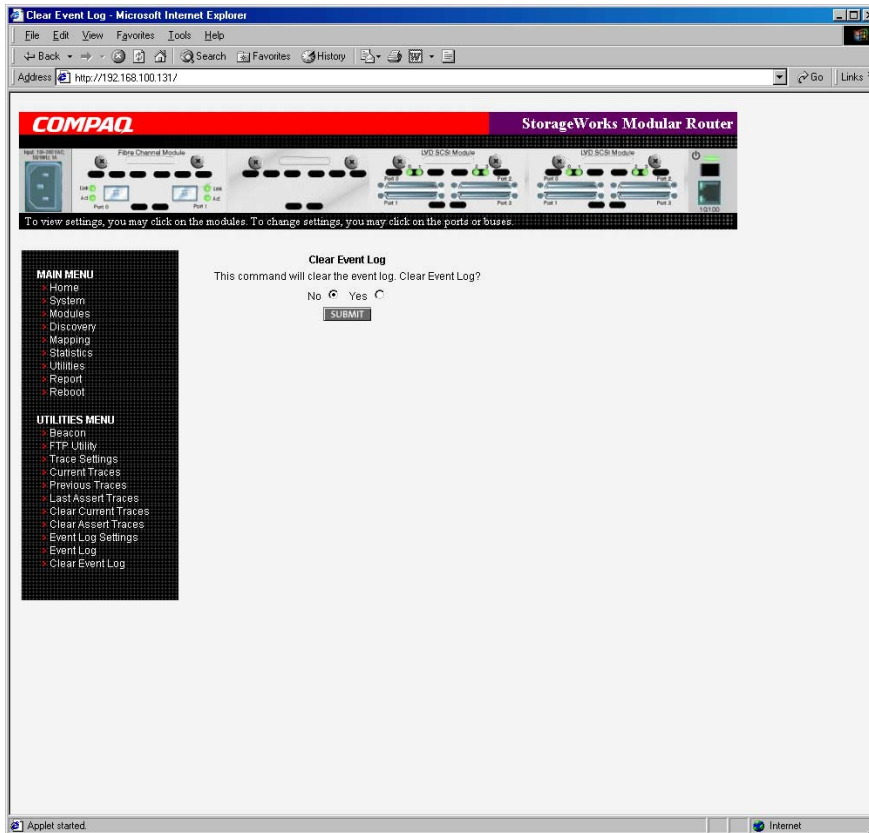 Clear Event Log - Microsoft Internet Explorer
File Edit View Favorites Tools Help
Back Search Favorites History
Address http://192.168.100.131/ Go Links
COMPAQ StorageWorks Modular Router
Fibre Channel Module LVD SCSI Module LVD SCSI Module
Port 0 Port 2 Port 0 Port 2
Link Link
Act Act
Port 0 Port 1 Port 1 Port 3 Port 1 Port 3
10/100
To view settings, you may click on the modules. To change settings, you may click on the ports or buses.
Clear Event Log
This command will clear the event log. Clear Event Log?
No Yes
SUBMIT
MAIN MENU
> Home
> System
> Modules
> Discovery
> Mapping
> Statistics
> Utilities
> Report
> Reboot
UTILITIES MENU
> Beacon
> FTP Utility
> Trace Settings
> Current Traces
> Previous Traces
> Last Assert Traces
> Clear Current Traces
> Clear Assert Traces
> Event Log Settings
> Event Log
> Clear Event Log
Applet started. Internet